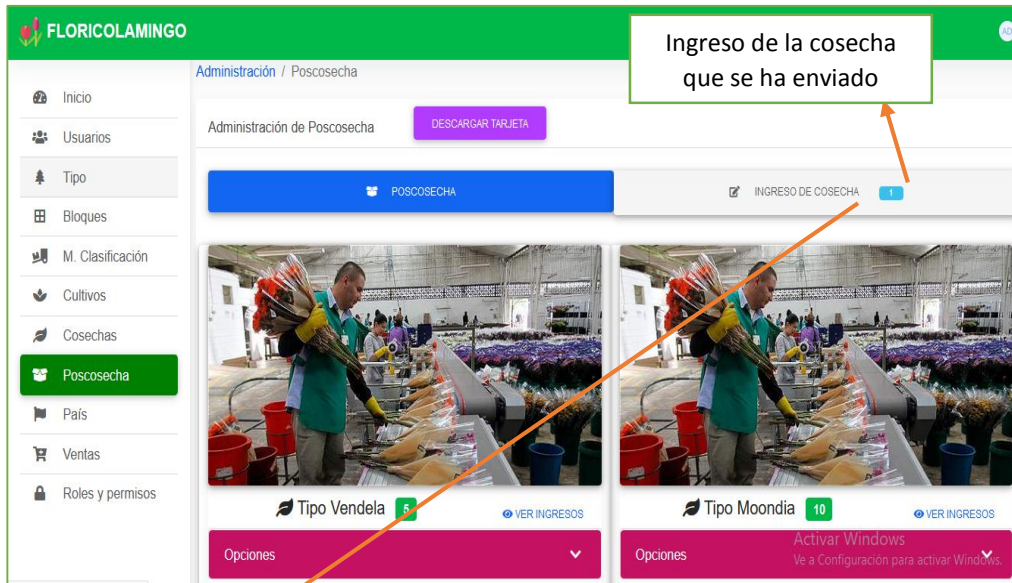 FLORICOLAMINGO
AD
Ingreso de la cosecha
que se ha enviado
Administración / Poscosecha
Inicio
Usuarios
Tipo
Bloques
M. Clasificación
Cultivos
Cosechas
Poscosecha
País
Ventas
Roles y permisos
Administración de Poscosecha
DESCARGAR TARJETA
POSCOSECHA
INGRESO DE COSECHA 1
Tipo Vendela 5
VER INGRESOS
Opciones
Tipo Moondia 10
VER INGRESOS
Opciones
Activar Windows
Ve a Configuración para activar Windows.